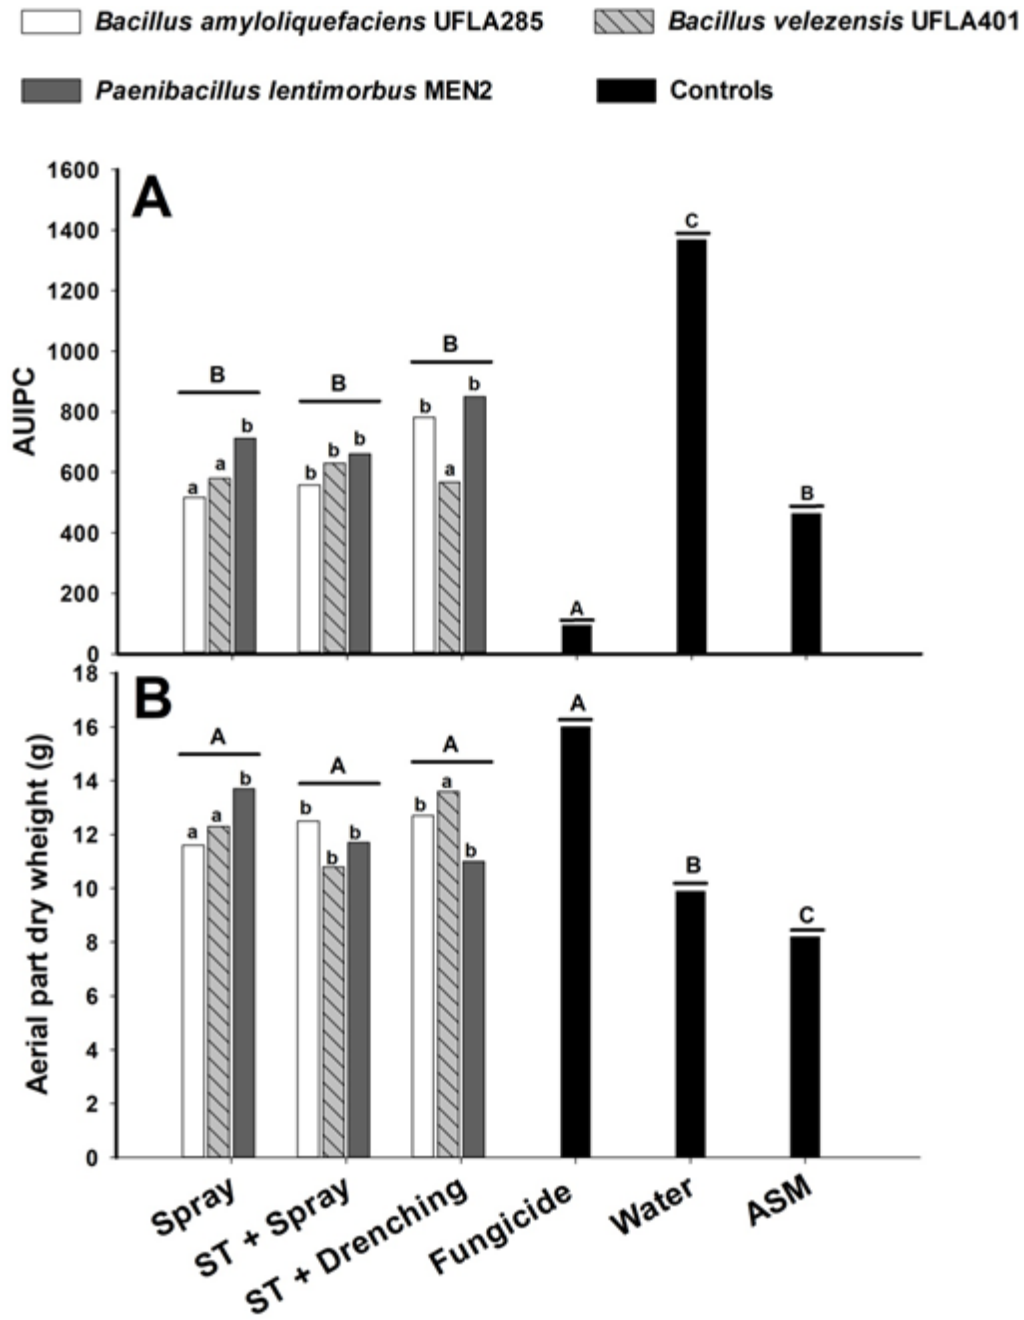 Bacillus amyloliquefaciens UFLA285
Bacillus velezensis UFLA401
Paenibacillus lentimorbus MEN2
Controls
A
AUIPC
1600
1400
1200
1000
800
600
400
200
0
B
a
a
b
B
b
b
b
B
b
a
b
A
C
B
B
Aerial part dry wheight (g)
18
16
14
12
10
8
6
4
2
0
A
a
a
b
A
b
b
b
A
b
a
b
A
B
C
Spray
ST + Spray
ST + Drenching
Fungicide
Water
ASM